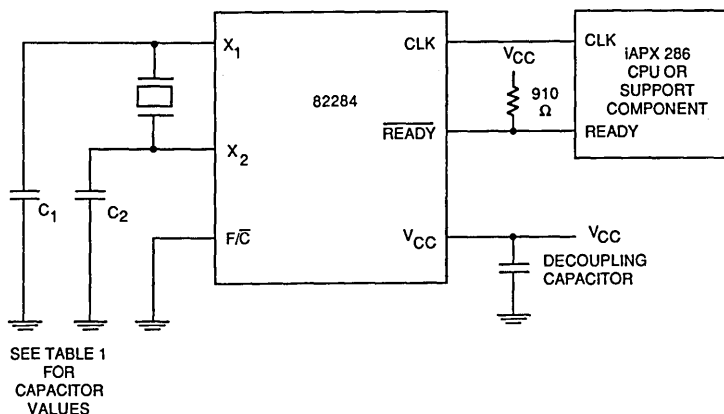 X1
CLK
VCC
CLK
iAPX 286
CPU OR
SUPPORT
COMPONENT
910
Ω
82284
READY
READY
X2
C1
C2
F/C
VCC
VCC
DECOUPLING
CAPACITOR
SEE TABLE 1
FOR
CAPACITOR
VALUES